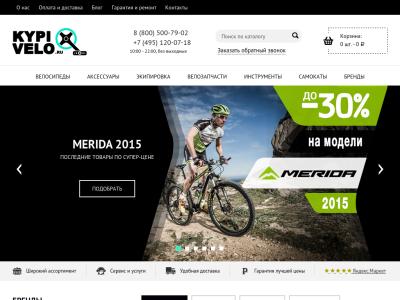 О нас Оплата и доставка Блог Гарантия и ремонт Контакты
KYPI VELO.RU
8 (800) 500-79-02
+7 (495) 120-07-18
10:00 - 22:00, без выходных
Поиск по каталогу
Заказать обратный звонок
Корзина:
0 шт. - 0 ₽
ВЕЛОСИПЕДЫ АКСЕССУАРЫ ЭКИПИРОВКА ВЕЛОЗАПЧАСТИ ИНСТРУМЕНТЫ САМОКАТЫ БРЕНДЫ
MERIDA 2015
ПОСЛЕДНИЕ ТОВАРЫ ПО СУПЕР-ЦЕНЕ
ПОДОБРАТЬ
ДО -30%
на модели
MERIDA
2015
Широкий ассортимент Сервис и услуги Удобная доставка Гарантия лучшей цены Яндекс.Маркет
БРЕНДЫ